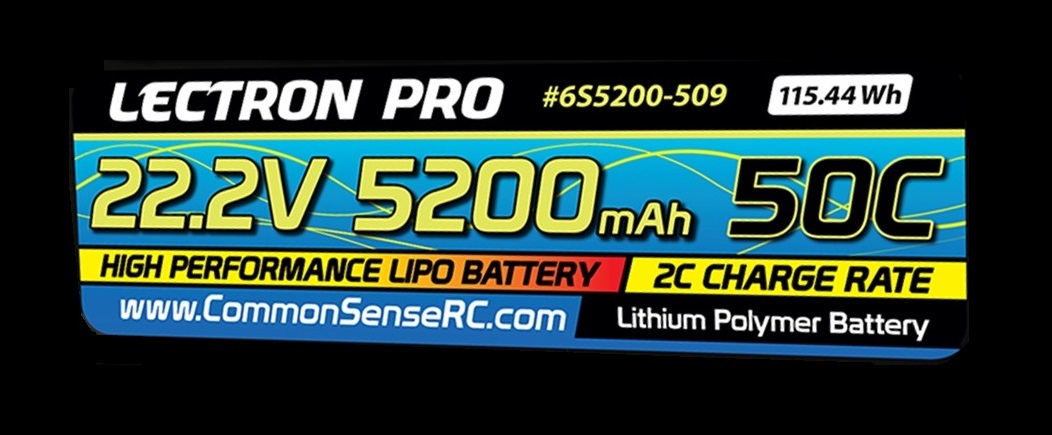 LECTRON PRO #6S5200-509 115.44 Wh
22.2V 5200mAh 50C
HIGH PERFORMANCE LIPO BATTERY 2C CHARGE RATE
www.CommonSenseRC.com Lithium Polymer Battery